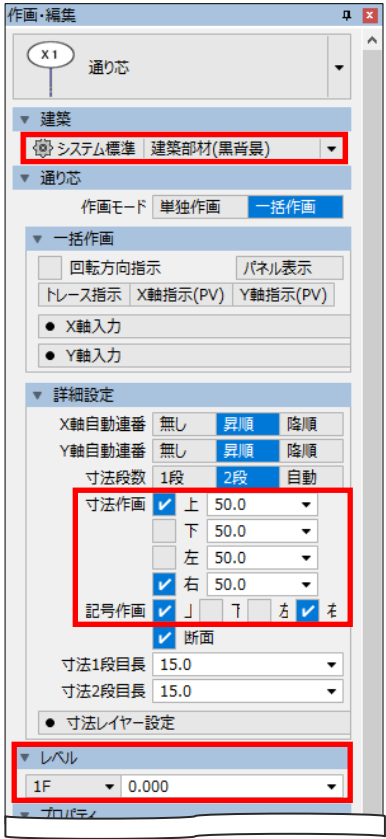 作画・編集
X1
通り芯
建築
システム標準 建築部材(黒背景)
通り芯
作画モード 単独作画 一括作画
一括作画
回転方向指示 パネル表示
トレース指示 X軸指示(PV) Y軸指示(PV)
● X軸入力
● Y軸入力
詳細設定
X軸自動連番 無し 昇順 降順
Y軸自動連番 無し 昇順 降順
寸法段数 1段 2段 自動
寸法作画 上 50.0
下 50.0
左 50.0
右 50.0
記号作画
断面
寸法1段目長 15.0
寸法2段目長 15.0
● 寸法レイヤー設定
レベル
1F 0.000
プロパティ